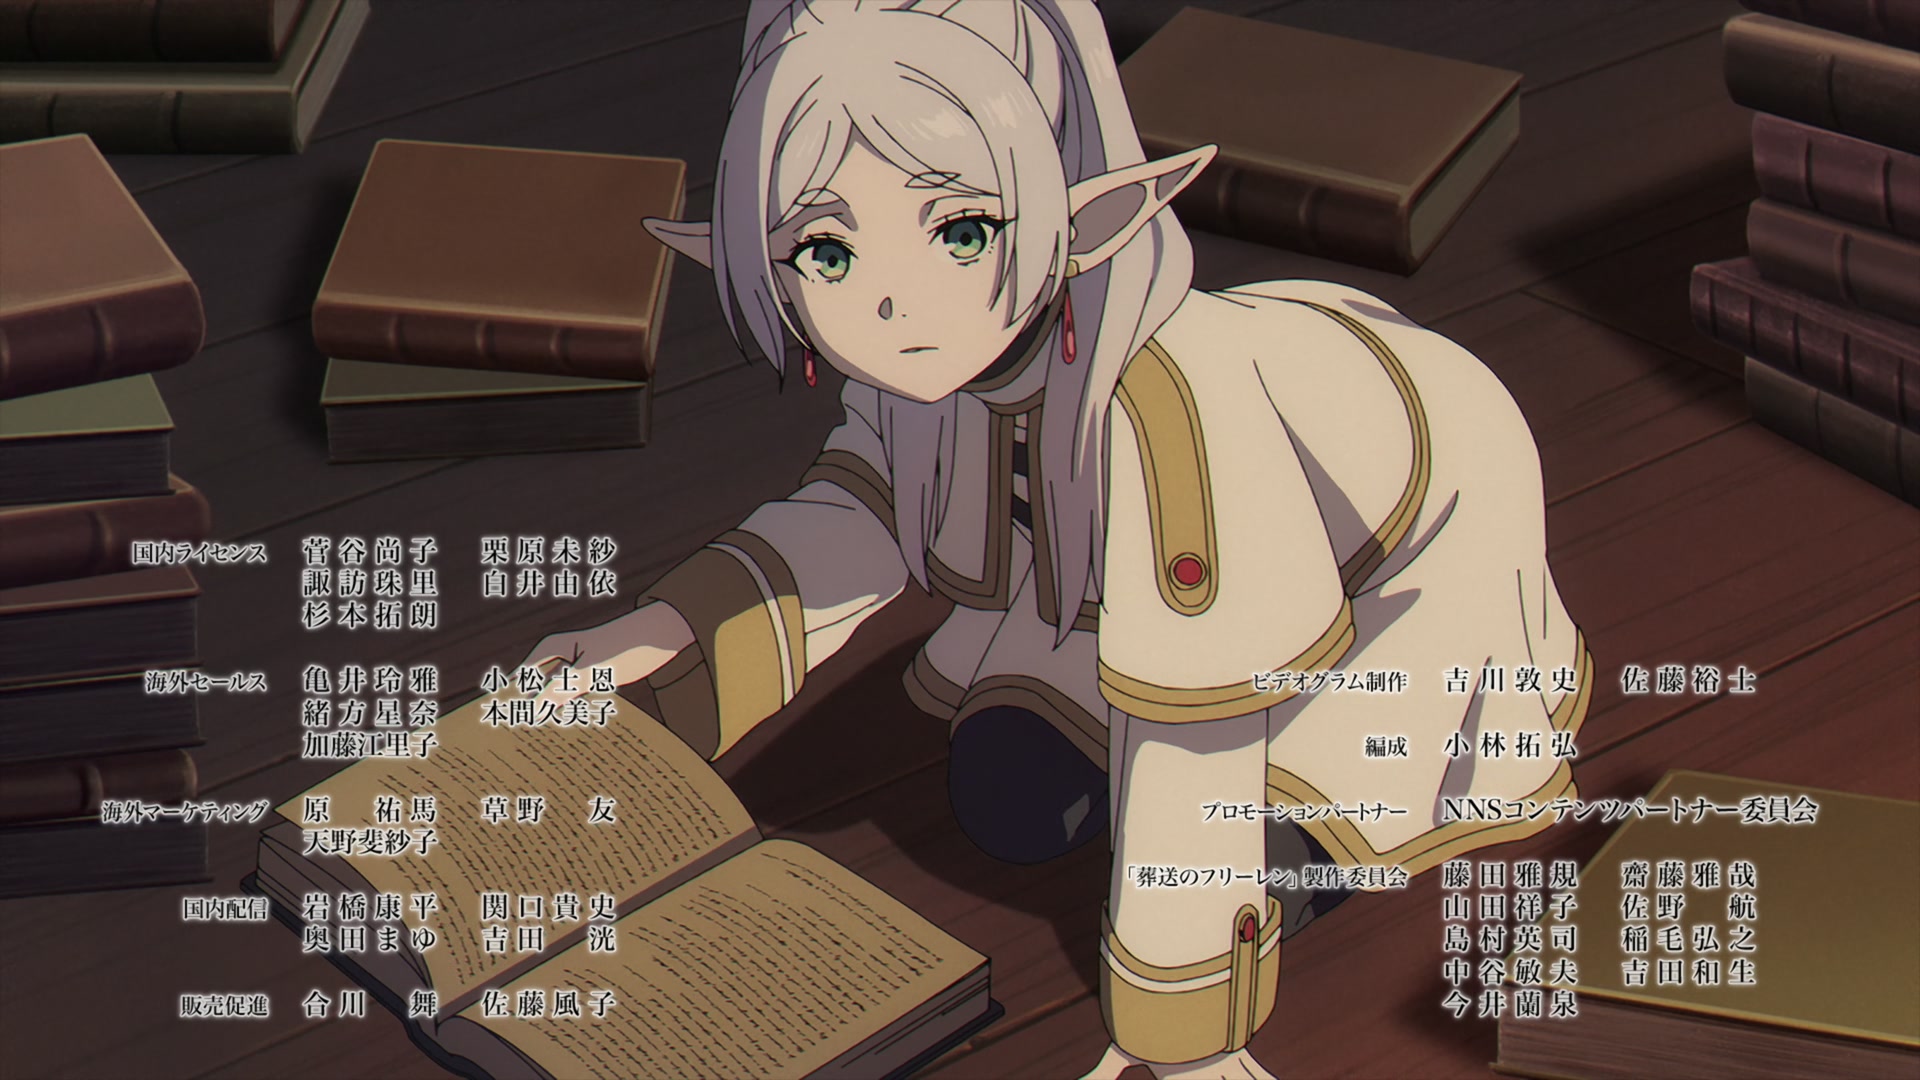 国内ライセンス 菅谷尚子 栗原未紗
諏訪珠里 白井由依
杉本拓朗
海外セールス 亀井玲雅 小松士恩
緒方星奈 本間久美子
加藤江里子
海外マーケティング 原 祐馬 草野 友
天野斐紗子
国内配信 岩橋康平 関口貴史
奥田まゆ 吉田 洸
販売促進 合川 舞 佐藤風子
ビデオグラム制作 吉川敦史 佐藤裕士
編成 小林拓弘
プロモーションパートナー NNSコンテンツパートナー委員会
「葬送のフリーレン」製作委員会 藤田雅規 齋藤雅哉
山田祥子 佐野 航
島村英司 稲毛弘之
中谷敏夫 吉田和生
今井蘭泉